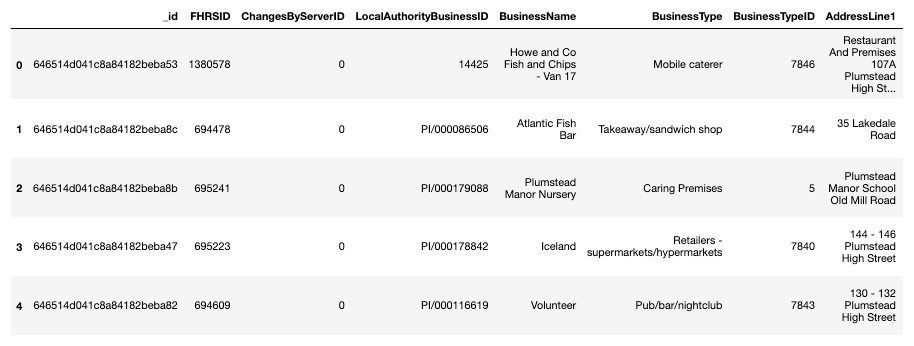 _id FHRSID ChangesByServerID LocalAuthorityBusinessID BusinessName BusinessType BusinessTypeID AddressLine1
0 646514d041c8a84182beba53 1380578 0 14425 Howe and Co Fish and Chips - Van 17 Mobile caterer 7846 Restaurant And Premises 107A Plumstead High St...
1 646514d041c8a84182beba8c 694478 0 PI/000086506 Atlantic Fish Bar Takeaway/sandwich shop 7844 35 Lakedale Road
2 646514d041c8a84182beba8b 695241 0 PI/000179088 Plumstead Manor Nursery Caring Premises 5 Plumstead Manor School Old Mill Road
3 646514d041c8a84182beba47 695223 0 PI/000178842 Iceland Retailers - supermarkets/hypermarkets 7840 144 - 146 Plumstead High Street
4 646514d041c8a84182beba82 694609 0 PI/000116619 Volunteer Pub/bar/nightclub 7843 130 - 132 Plumstead High Street